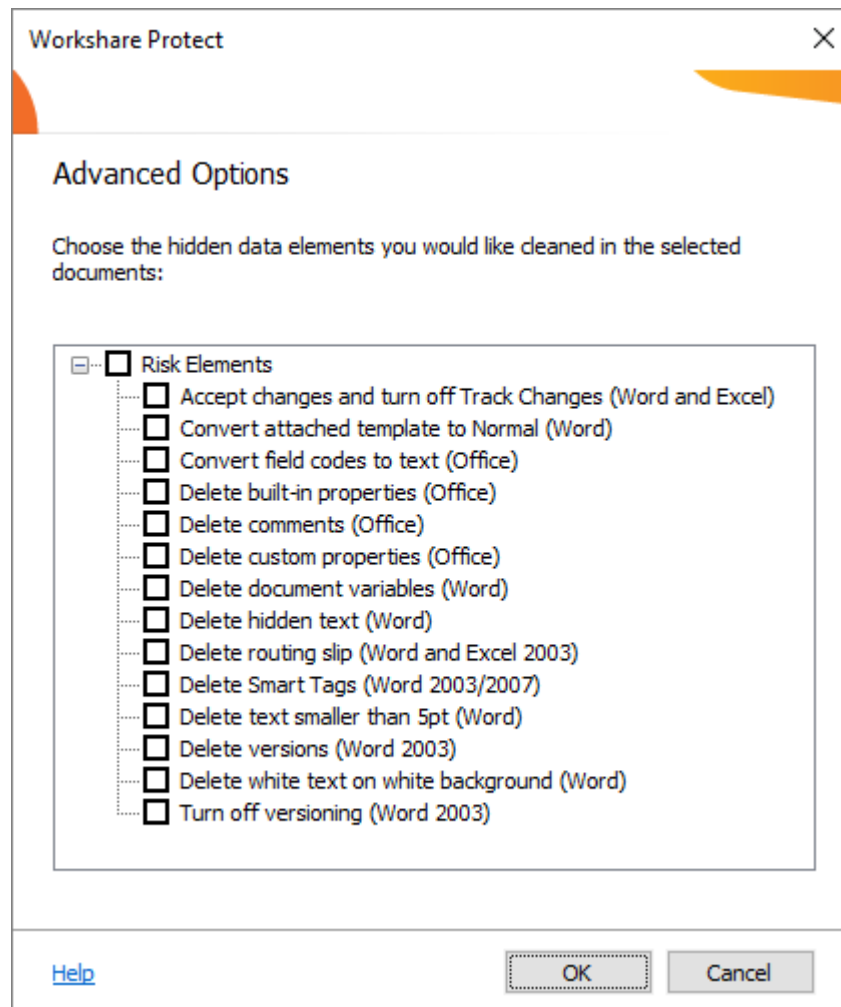 Workshare Protect
Advanced Options
Choose the hidden data elements you would like cleaned in the selected
documents:
Risk Elements
Accept changes and turn off Track Changes (Word and Excel)
Convert attached template to Normal (Word)
Convert field codes to text (Office)
Delete built-in properties (Office)
Delete comments (Office)
Delete custom properties (Office)
Delete document variables (Word)
Delete hidden text (Word)
Delete routing slip (Word and Excel 2003)
Delete Smart Tags (Word 2003/2007)
Delete text smaller than 5pt (Word)
Delete versions (Word 2003)
Delete white text on white background (Word)
Turn off versioning (Word 2003)
Help OK Cancel